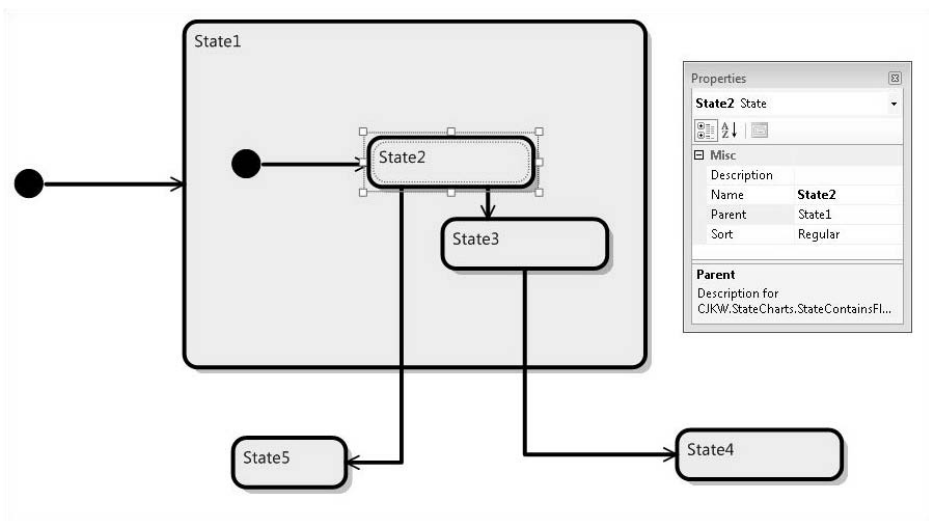 State1
State2
State3
State5
State4
Properties
State2 State
Misc
Description
Name State2
Parent State1
Sort Regular
Parent
Description for
CJKW.StateCharts.StateContainsFl...